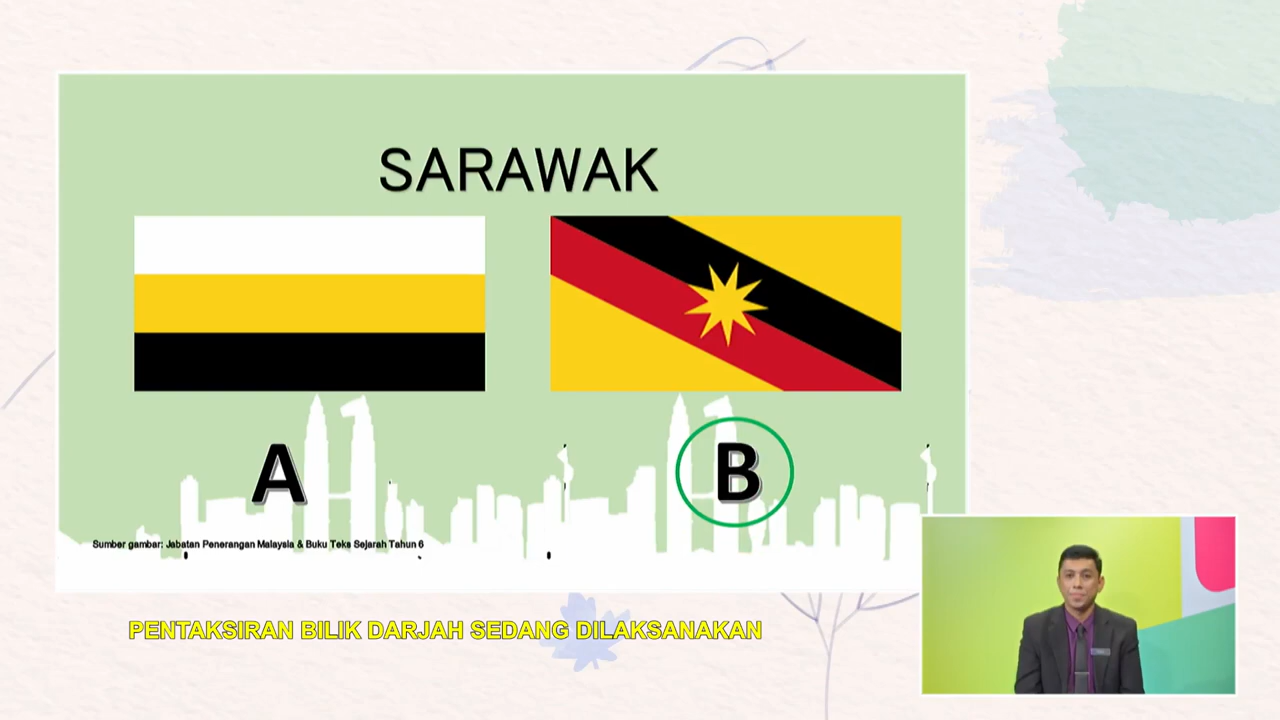 SARAWAK
A
B
Sumber gambar: Jabatan Penerangan Malaysia & Buku Teks Sejarah Tahun 6
PENTAKSIRAN BILIK DARJAH SEDANG DILAKSANAKAN